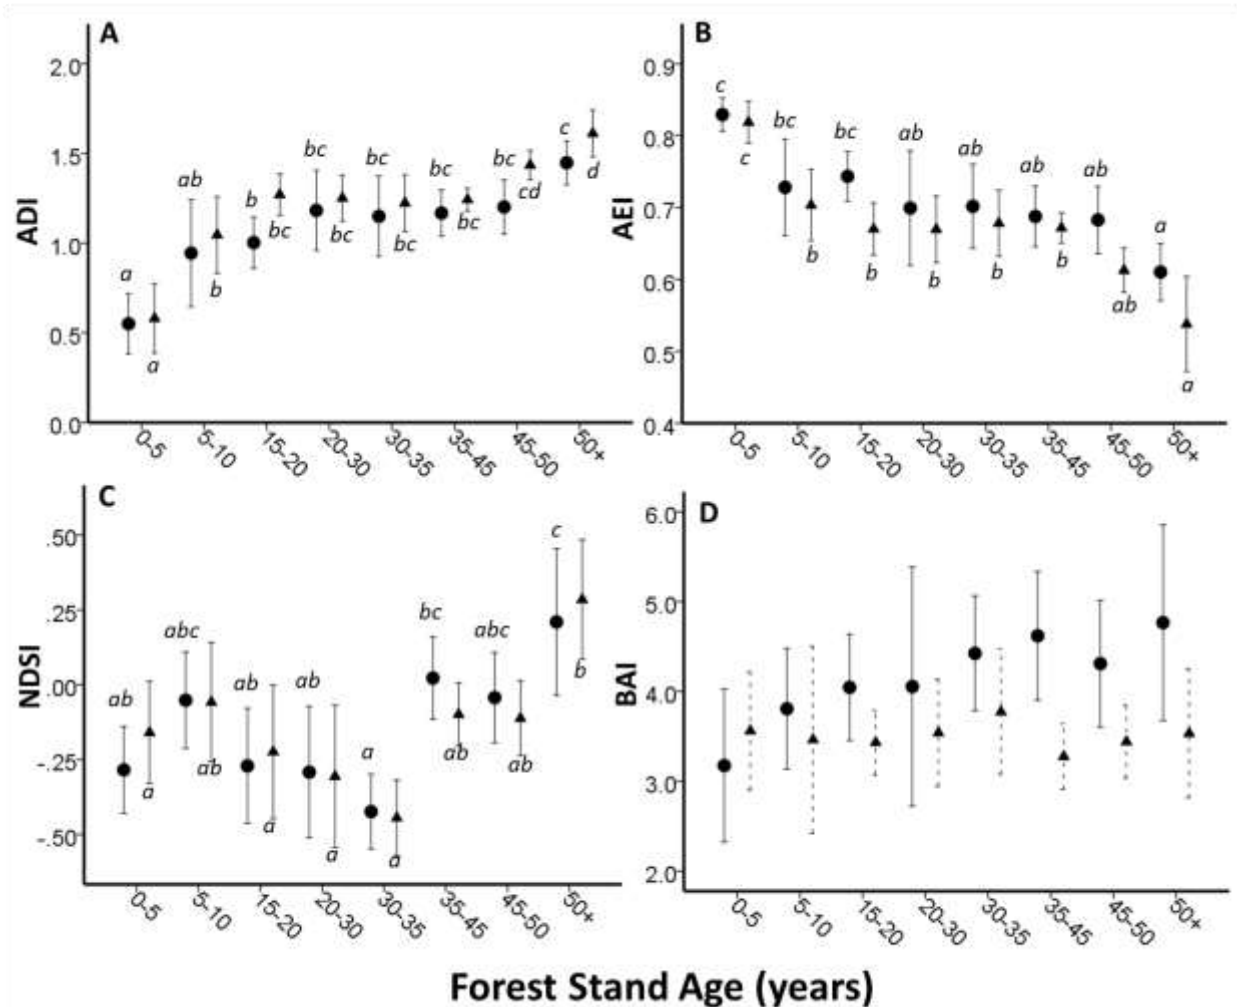 A
ADI
2.0
1.5
1.0
0.5
0.0
a
a
ab
b
b
bc
bc
bc
bc
bc
bc
bc
bc
cd
c
d
0-5
5-10
15-20
20-30
30-35
35-45
45-50
50+
B
AEI
0.9
0.8
0.7
0.6
0.5
0.4
c
c
bc
b
bc
b
ab
b
ab
b
ab
b
ab
ab
a
a
0-5
5-10
15-20
20-30
30-35
35-45
45-50
50+
C
NDSI
.50
.25
.00
-.25
-.50
ab
a
abc
ab
ab
a
ab
a
a
a
bc
ab
abc
ab
c
b
0-5
5-10
15-20
20-30
30-35
35-45
45-50
50+
D
BAI
6.0
5.0
4.0
3.0
2.0
0-5
5-10
15-20
20-30
30-35
35-45
45-50
50+
Forest Stand Age (years)